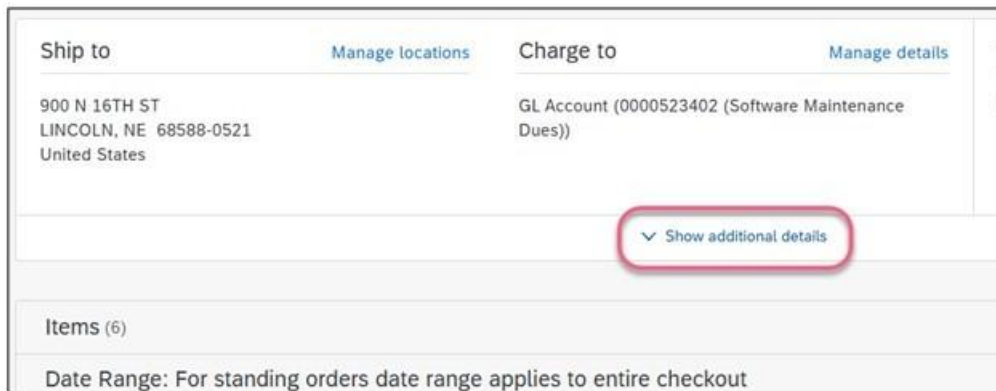 Ship to
Manage locations
Charge to
Manage details
900 N 16TH ST
LINCOLN, NE 68588-0521
United States
GL Account (0000523402 (Software Maintenance
Dues))
Show additional details
Items (6)
Date Range: For standing orders date range applies to entire checkout